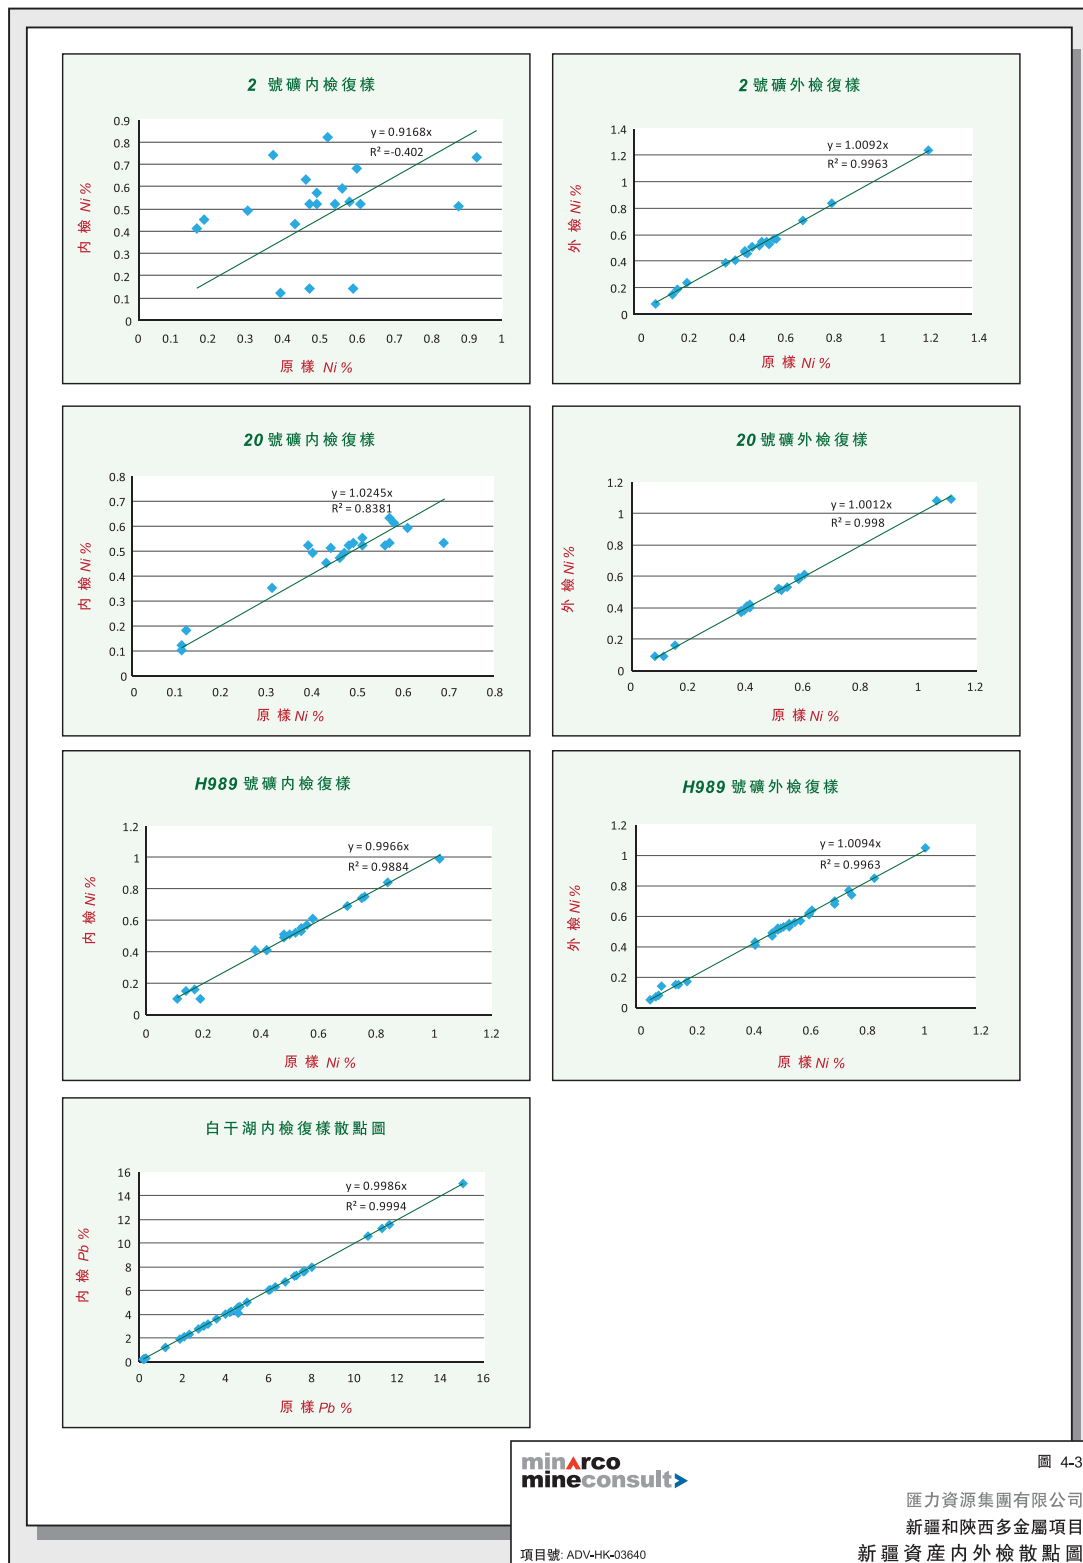 2 號礦内檢復樣
y = 0.9168x
R² =-0.402
0.9
0.8
0.7
0.6
0.5
0.4
0.3
0.2
0.1
0
0 0.1 0.2 0.3 0.4 0.5 0.6 0.7 0.8 0.9 1
内檢 Ni %
原樣 Ni %
2 號礦外檢復樣
y = 1.0092x
R² = 0.9963
1.4
1.2
1
0.8
0.6
0.4
0.2
0
0 0.2 0.4 0.6 0.8 1 1.2 1.4
外檢 Ni %
原樣 Ni %
20 號礦内檢復樣
y = 1.0245x
R² = 0.8381
0.8
0.7
0.6
0.5
0.4
0.3
0.2
0.1
0
0 0.1 0.2 0.3 0.4 0.5 0.6 0.7 0.8
内檢 Ni %
原樣 Ni %
20 號礦外檢復樣
y = 1.0012x
R² = 0.998
1.2
1
0.8
0.6
0.4
0.2
0
0 0.2 0.4 0.6 0.8 1 1.2
外檢 Ni %
原樣 Ni %
H989 號礦内檢復樣
y = 0.9966x
R² = 0.9884
1.2
1
0.8
0.6
0.4
0.2
0
0 0.2 0.4 0.6 0.8 1 1.2
内檢 Ni %
原樣 Ni %
H989 號礦外檢復樣
y = 1.0094x
R² = 0.9963
1.2
1
0.8
0.6
0.4
0.2
0
0 0.2 0.4 0.6 0.8 1 1.2
外檢 Ni %
原樣 Ni %
白干湖内檢復樣散點圖
y = 0.9986x
R² = 0.9994
16
14
12
10
8
6
4
2
0
0 2 4 6 8 10 12 14 16
内檢 Pb %
原樣 Pb %
minarco
mineconsult
圖 4-3
匯力資源集團有限公司
新疆和陝西多金屬項目
項目號: ADV-HK-03640
新疆資産内外檢散點圖